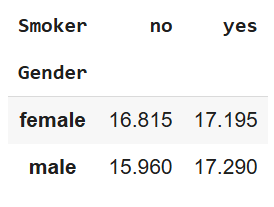 Smoker no yes
Gender
female 16.815 17.195
male 15.960 17.290